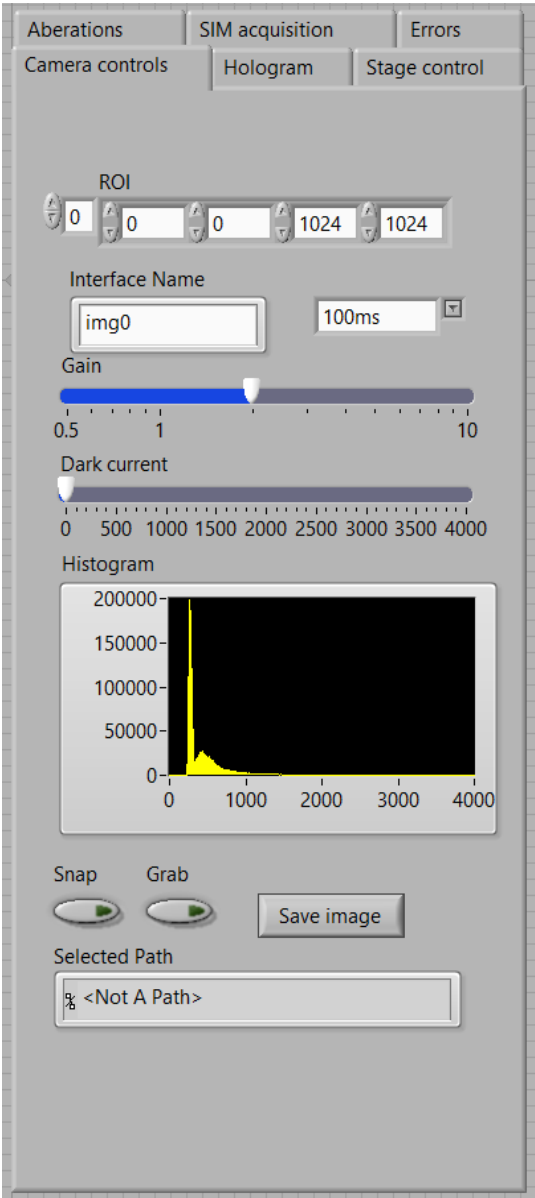 Aberations SIM acquisition Errors
Camera controls Hologram Stage control
ROI
0 0 0 1024 1024
Interface Name
img0 100ms
Gain
0.5 1 10
Dark current
0 500 1000 1500 2000 2500 3000 3500 4000
Histogram
200000
150000
100000
50000
0
0 1000 2000 3000 4000
Snap Grab
Save image
Selected Path
<Not A Path>